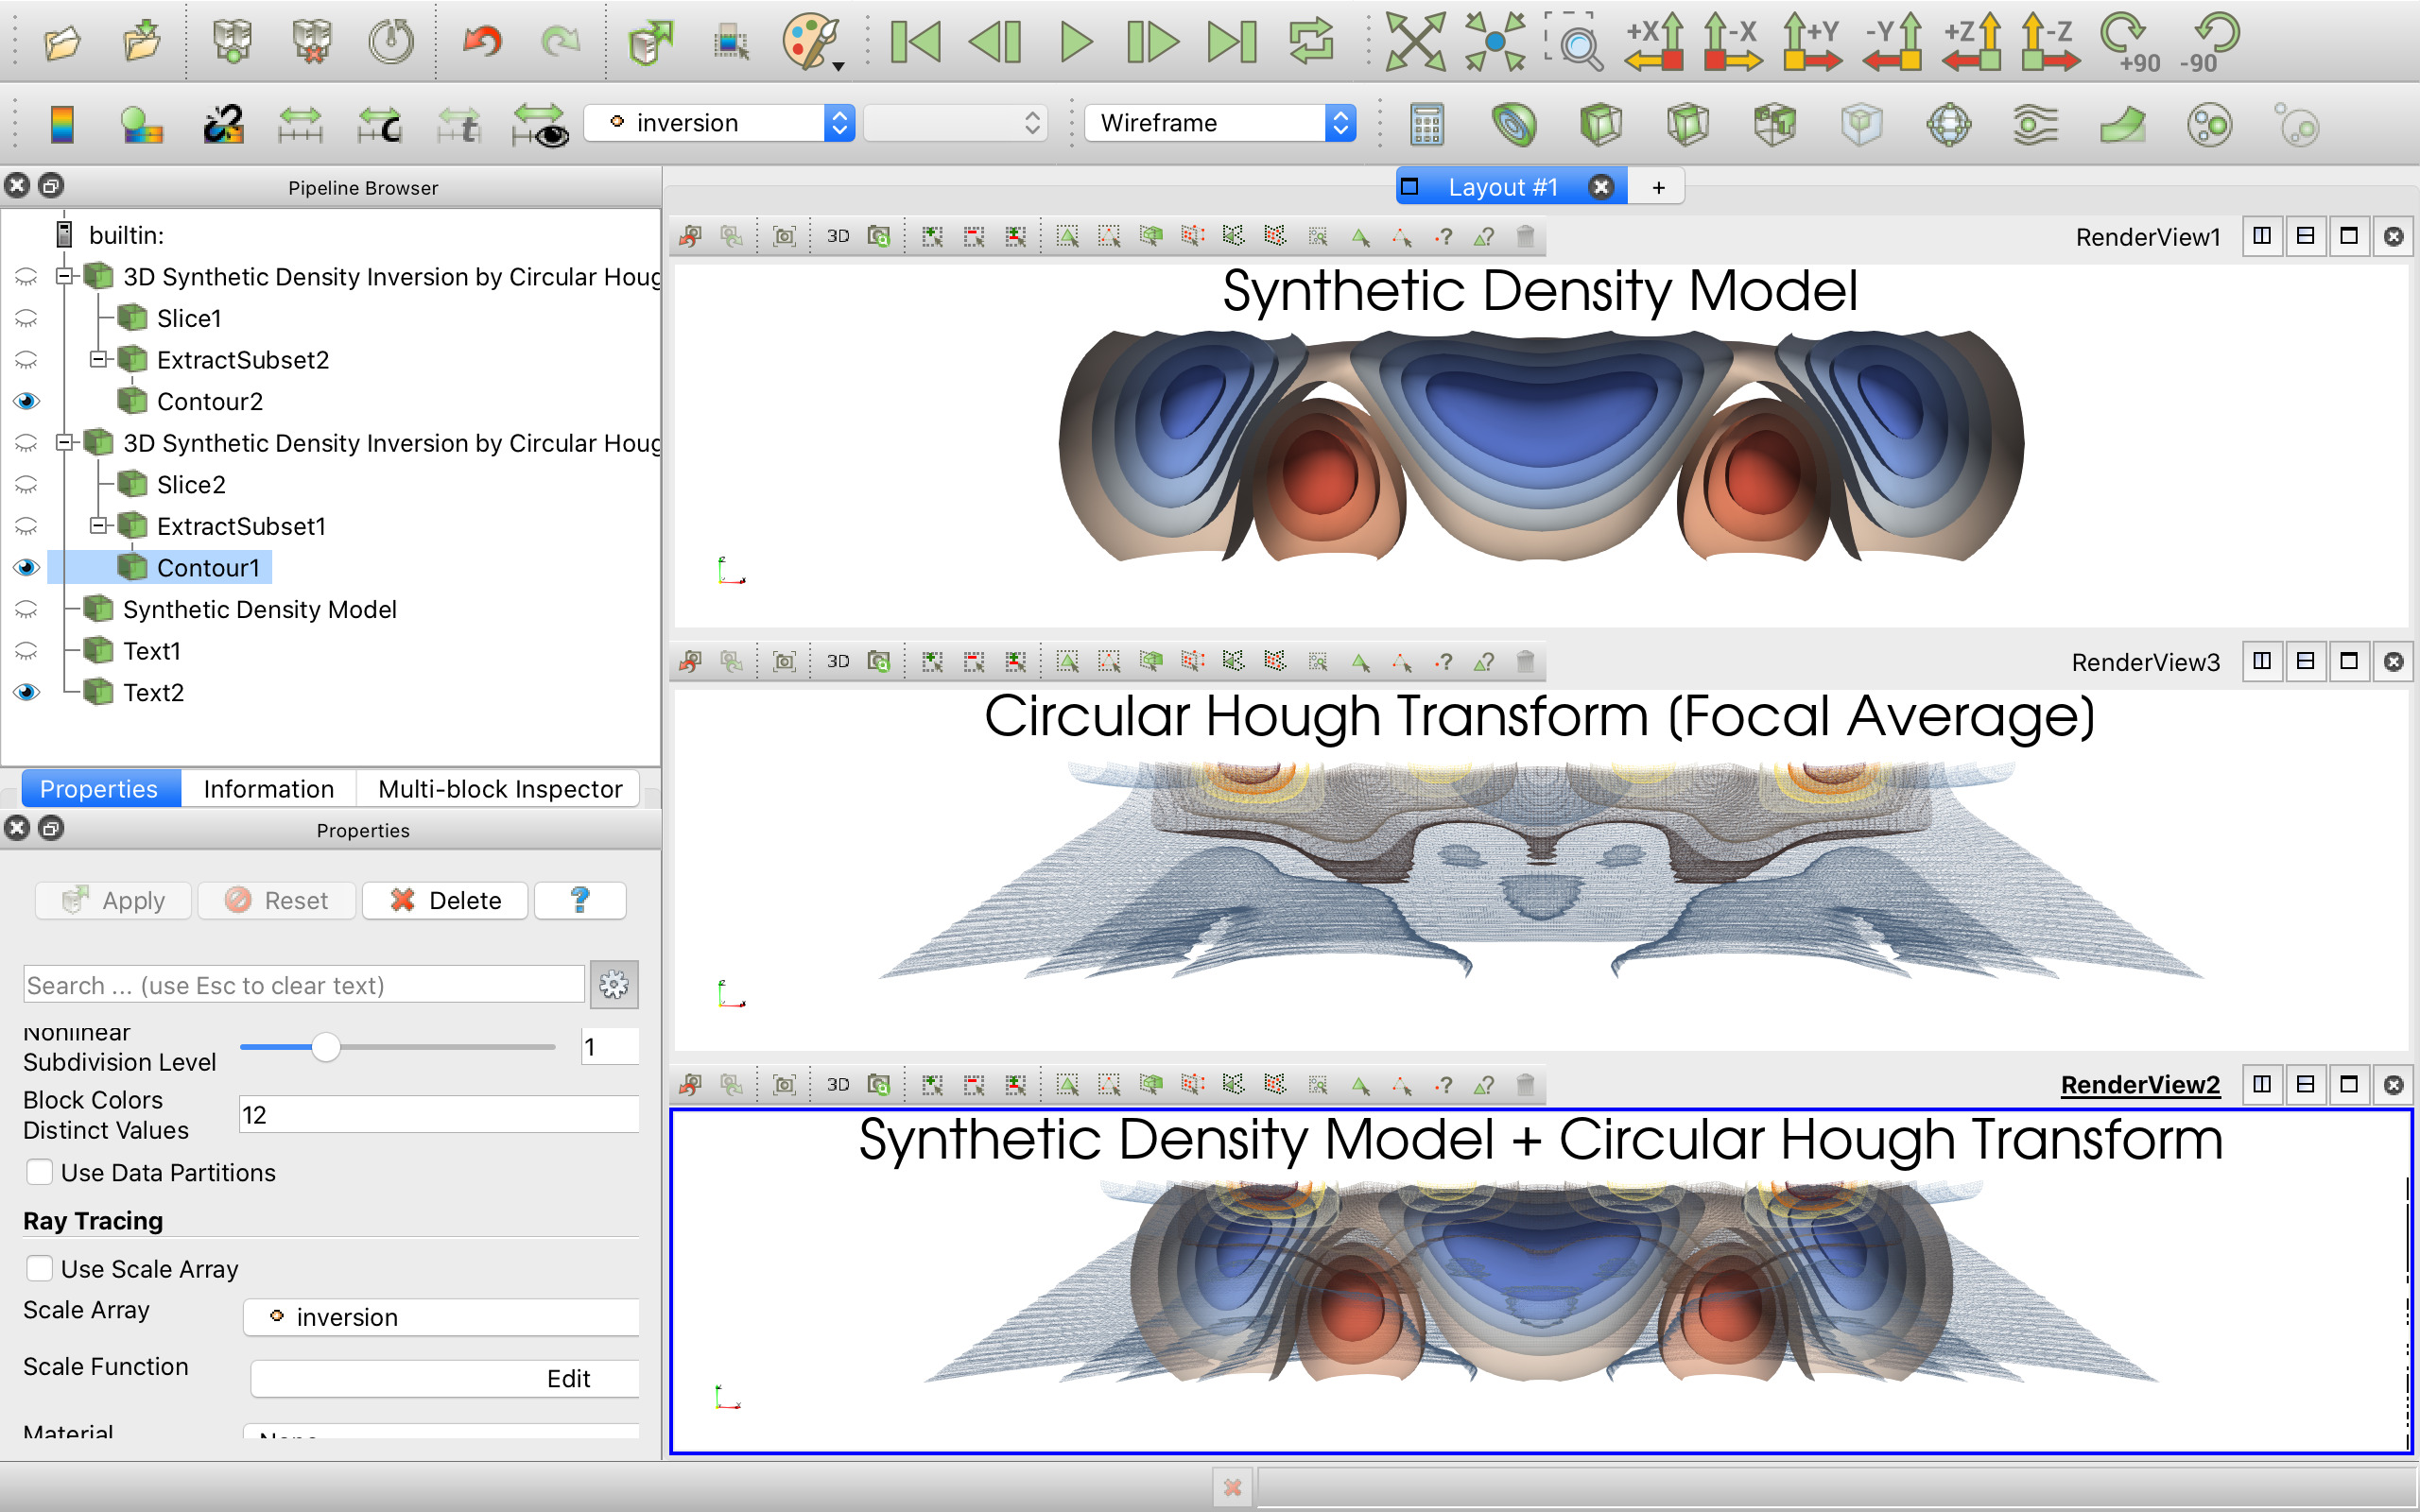 +X
-X
+Y
-Y
+Z
-Z
+90
-90
C
t
inversion
Wireframe
Pipeline Browser
Layout #1
+
builtin:
3D Synthetic Density Inversion by Circular Houg
Slice1
ExtractSubset2
Contour2
3D Synthetic Density Inversion by Circular Houg
Slice2
ExtractSubset1
Contour1
Synthetic Density Model
Text1
Text2
Properties
Information
Multi-block Inspector
Properties
Apply
Reset
Delete
?
Search ... (use Esc to clear text)
Nonlinear
Subdivision Level
1
Block Colors
Distinct Values
12
Use Data Partitions
Ray Tracing
Use Scale Array
Scale Array
inversion
Scale Function
Edit
Material
None
3D
RenderView1
Synthetic Density Model
3D
RenderView3
Circular Hough Transform (Focal Average)
3D
RenderView2
Synthetic Density Model + Circular Hough Transform